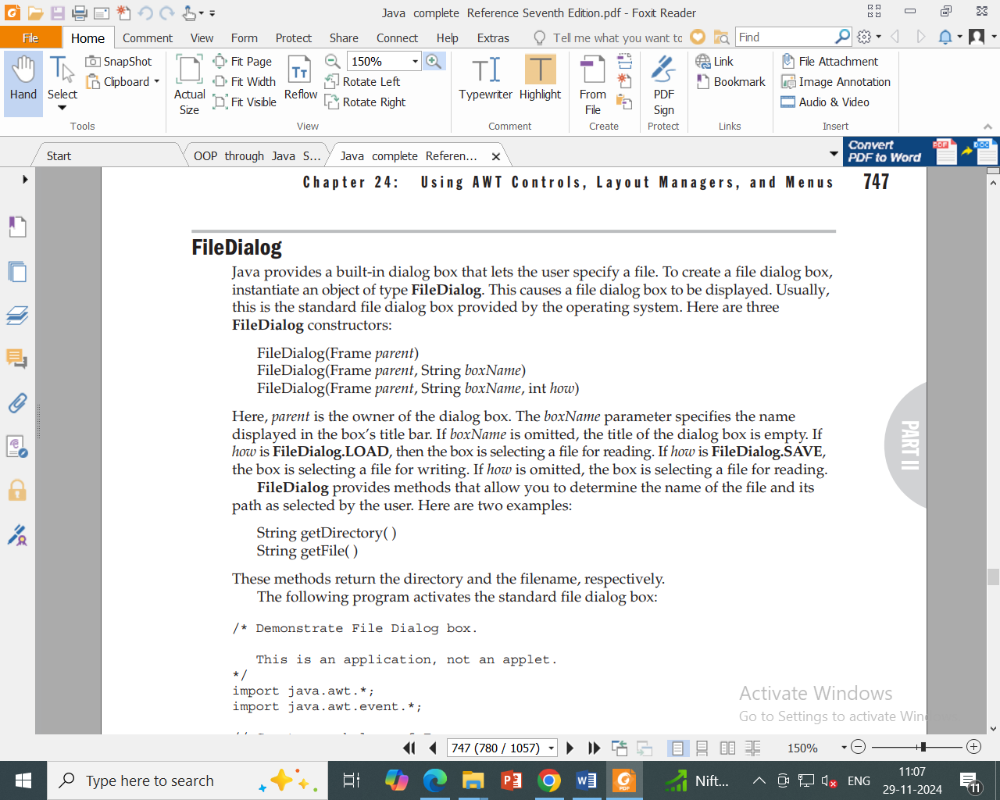 Java complete Reference Seventh Edition.pdf - Foxit Reader
File Home Comment View Form Protect Share Connect Help Extras Tell me what you want to Find
Hand
Select
SnapShot
Clipboard
Tools
Actual Size
Fit Page
Fit Width
Fit Visible
Reflow
150%
Rotate Left
Rotate Right
View
Typewriter Highlight
Comment
From File
Create
PDF Sign
Protect
Link
Bookmark
Links
File Attachment
Image Annotation
Audio & Video
Insert
Start
OOP through Java S...
Java complete Referen...
Convert
PDF to Word
PDF
DOC
Chapter 24: Using AWT Controls, Layout Managers, and Menus 747
FileDialog
Java provides a built-in dialog box that lets the user specify a file. To create a file dialog box,
instantiate an object of type FileDialog. This causes a file dialog box to be displayed. Usually,
this is the standard file dialog box provided by the operating system. Here are three
FileDialog constructors:
FileDialog(Frame parent)
FileDialog(Frame parent, String boxName)
FileDialog(Frame parent, String boxName, int how)
Here, parent is the owner of the dialog box. The boxName parameter specifies the name
displayed in the box's title bar. If boxName is omitted, the title of the dialog box is empty. If
how is FileDialog.LOAD, then the box is selecting a file for reading. If how is FileDialog.SAVE,
the box is selecting a file for writing. If how is omitted, the box is selecting a file for reading.
FileDialog provides methods that allow you to determine the name of the file and its
path as selected by the user. Here are two examples:
String getDirectory( )
String getFile( )
These methods return the directory and the filename, respectively.
The following program activates the standard file dialog box:
/* Demonstrate File Dialog box.
This is an application, not an applet.
*/
import java.awt.*;
import java.awt.event.*;
PART II
Activate Windows
Go to Settings to activate Windows
747 (780 / 1057)
150%
Type here to search
Nift...
ENG
11:07
29-11-2024
11